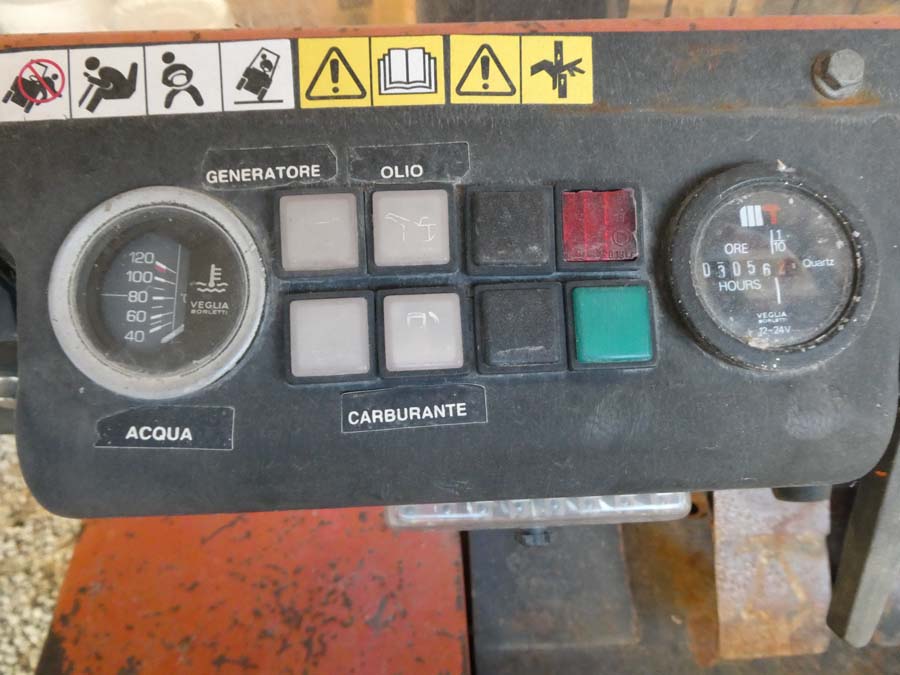 GENERATORE
OLIO
120
100
80
60
40
°C
VEGLIA
BORLETTI
ACQUA
CARBURANTE
ORE
1
10
Quartz
HOURS
VEGLIA
BORLETTI
12-24V